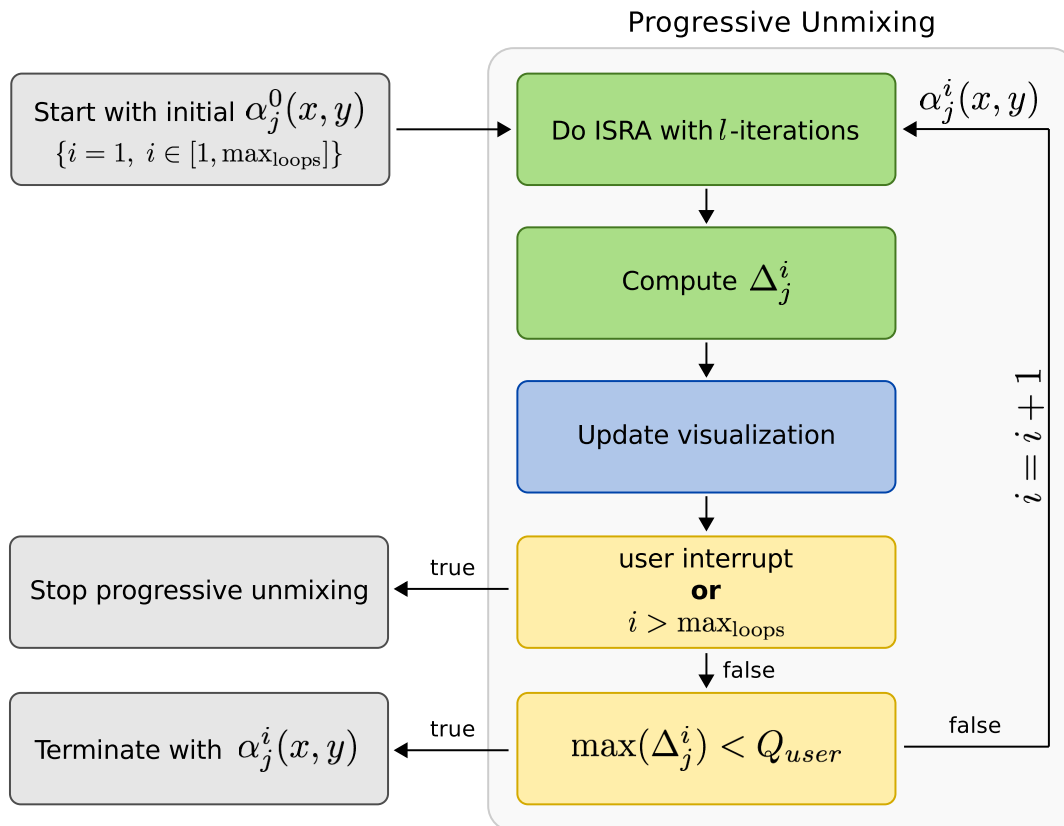 Progressive Unmixing
Start with initial α_j^0(x, y)
{i = 1, i ∈ [1, max_loops]}
Do ISRA with l-iterations
α_j^i(x, y)
Compute Δ_j^i
Update visualization
i = i + 1
user interrupt
or
i > max_loops
true
Stop progressive unmixing
false
max(Δ_j^i) < Q_user
true
Terminate with α_j^i(x, y)
false